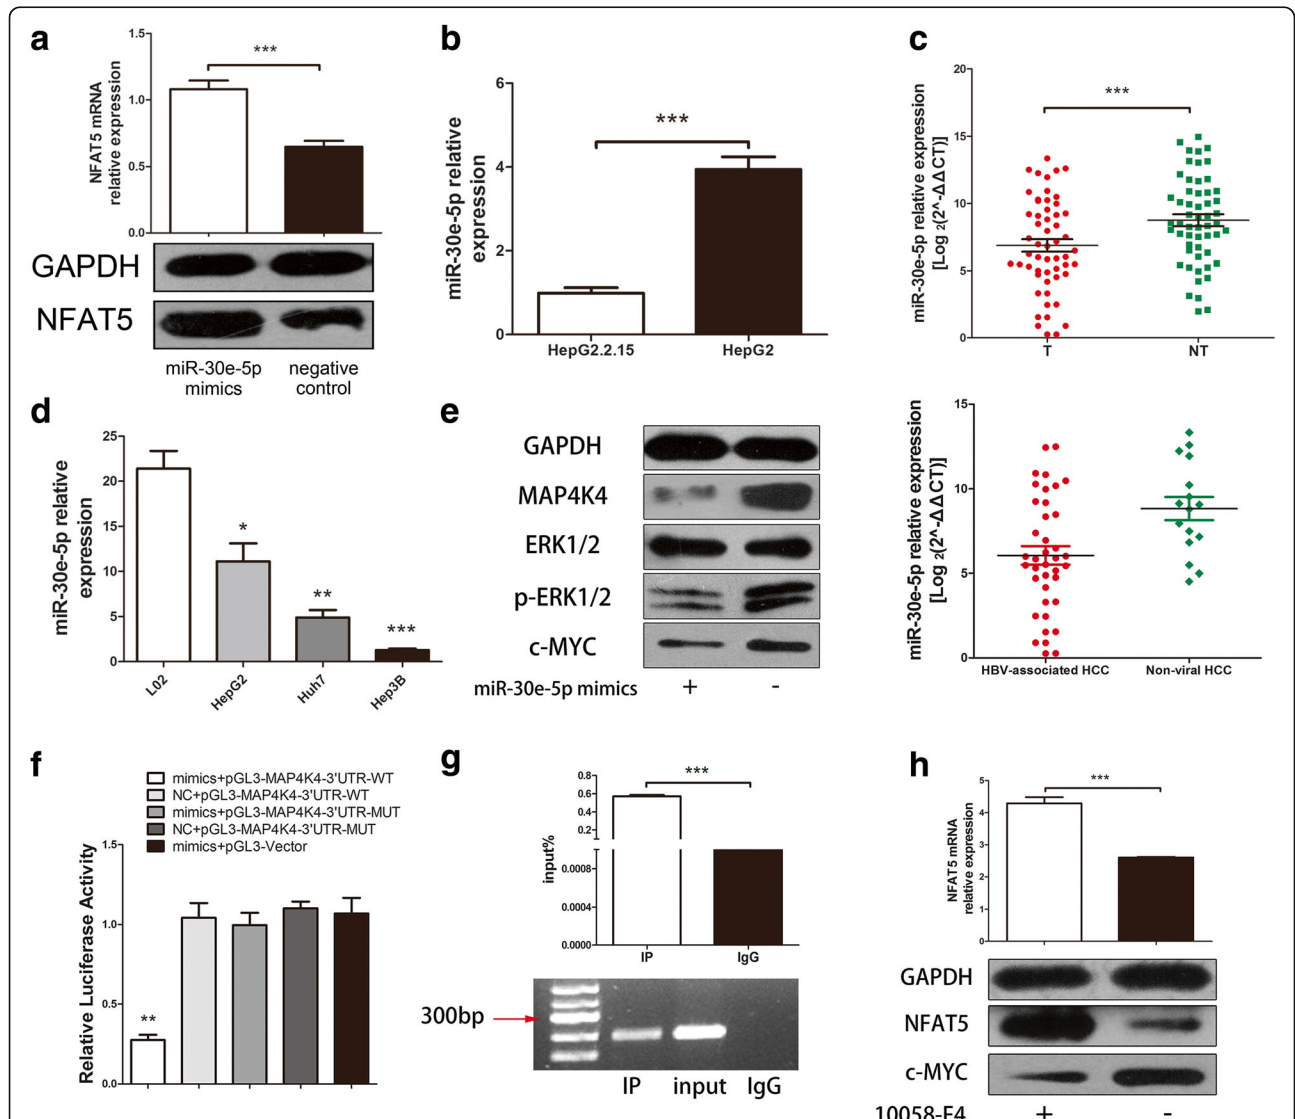 a
1.5
1.0
0.5
0.0
NFAT5 mRNA
relative expression
***
GAPDH
NFAT5
miR-30e-5p
mimics
negative
control
b
6
4
2
0
miR-30e-5p relative
expression
***
HepG2.2.15
HepG2
c
20
15
10
5
0
miR-30e-5p relative expression
[Log 2(2^-ΔΔCT)]
***
T
NT
15
10
5
0
miR-30e-5p relative expression
[Log 2(2^-ΔΔCT)]
HBV-associated HCC
Non-viral HCC
d
25
20
15
10
5
0
miR-30e-5p relative
expression
*
**
***
L02
HepG2
Huh7
Hep3B
e
GAPDH
MAP4K4
ERK1/2
p-ERK1/2
c-MYC
miR-30e-5p mimics
+
-
f
mimics+pGL3-MAP4K4-3'UTR-WT
NC+pGL3-MAP4K4-3'UTR-WT
mimics+pGL3-MAP4K4-3'UTR-MUT
NC+pGL3-MAP4K4-3'UTR-MUT
mimics+pGL3-Vector
1.5
1.0
0.5
0.0
Relative Luciferase Activity
**
g
0.8
0.6
0.4
0.2
0.0008
0.0004
0.0000
input%
***
IP
IgG
300bp
IP
input
IgG
h
5
4
3
2
1
0
NFAT5 mRNA
relative expression
***
GAPDH
NFAT5
c-MYC
10058-F4
+
-